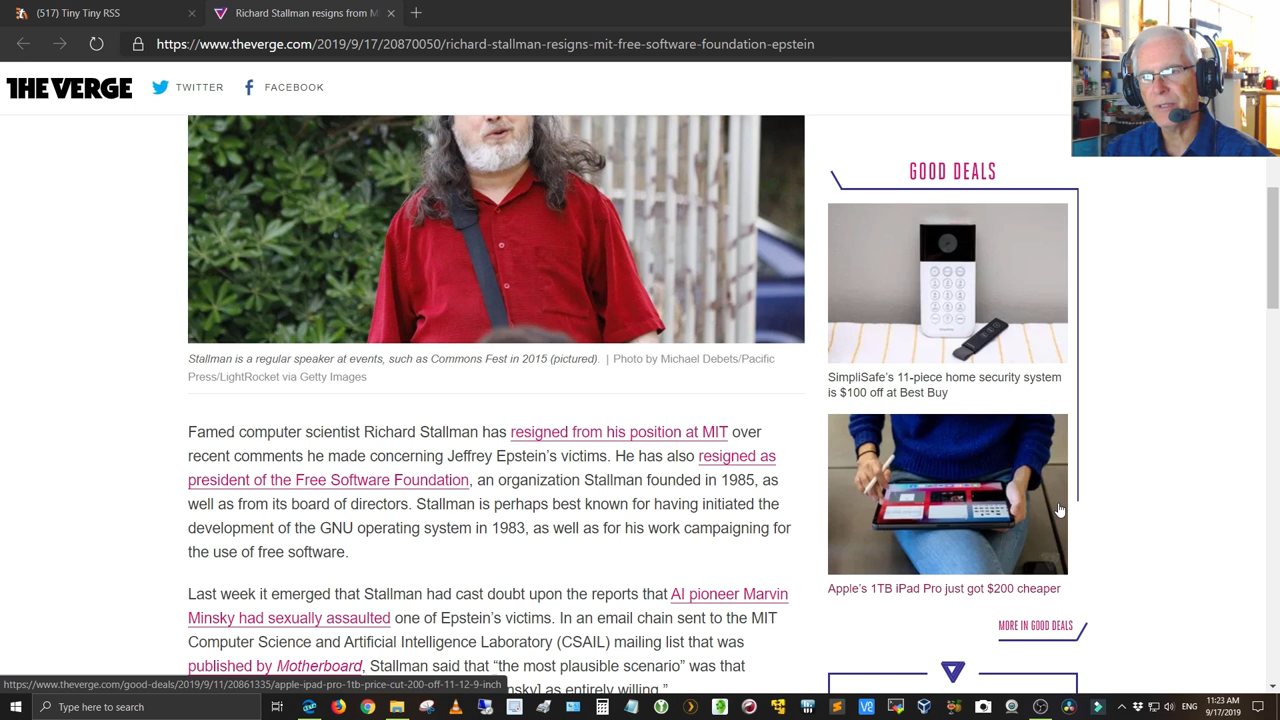 (517) Tiny Tiny RSS
Richard Stallman resigns from M
https://www.theverge.com/2019/9/17/20870050/richard-stallman-resigns-mit-free-software-foundation-epstein
THE VERGE
TWITTER
FACEBOOK
Stallman is a regular speaker at events, such as Commons Fest in 2015 (pictured). | Photo by Michael Debets/Pacific
Press/LightRocket via Getty Images
Famed computer scientist Richard Stallman has resigned from his position at MIT over
recent comments he made concerning Jeffrey Epstein's victims. He has also resigned as
president of the Free Software Foundation, an organization Stallman founded in 1985, as
well as from its board of directors. Stallman is perhaps best known for having initiated the
development of the GNU operating system in 1983, as well as for his work campaigning for
the use of free software.
Last week it emerged that Stallman had cast doubt upon the reports that AI pioneer Marvin
Minsky had sexually assaulted one of Epstein's victims. In an email chain sent to the MIT
Computer Science and Artificial Intelligence Laboratory (CSAIL) mailing list that was
published by Motherboard, Stallman said that “the most plausible scenario” was that
nsky] as entirely willing.”
GOOD DEALS
SimpliSafe's 11-piece home security system
is $100 off at Best Buy
Apple's 1TB iPad Pro just got $200 cheaper
MORE IN GOOD DEALS
https://www.theverge.com/good-deals/2019/9/11/20861335/apple-ipad-pro-1tb-price-cut-200-off-11-12-9-inch
Type here to search
ENG
11:23 AM
9/17/2019